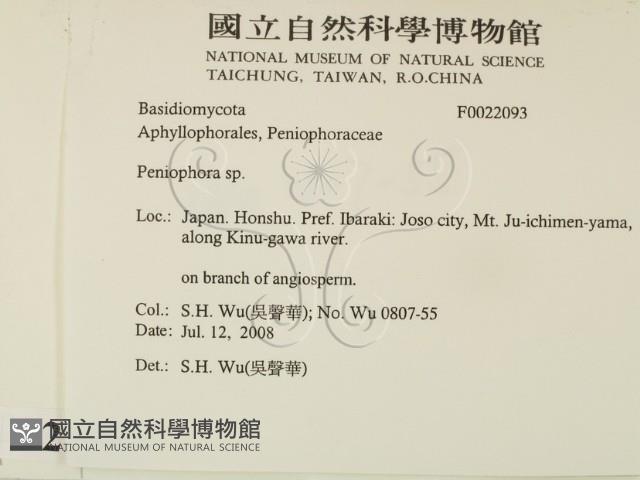 國立自然科學博物館
NATIONAL MUSEUM OF NATURAL SCIENCE
TAICHUNG, TAIWAN, R.O.CHINA
Basidiomycota F0022093
Aphyllophorales, Peniophoraceae
Peniophora sp.
Loc.: Japan. Honshu. Pref. Ibaraki: Joso city, Mt. Ju-ichimen-yama,
along Kinu-gawa river.
on branch of angiosperm.
Col.: S.H. Wu(吳聲華); No. Wu 0807-55
Date: Jul. 12, 2008
Det.: S.H. Wu(吳聲華)
2
國立自然科學博物館
NATIONAL MUSEUM OF NATURAL SCIENCE